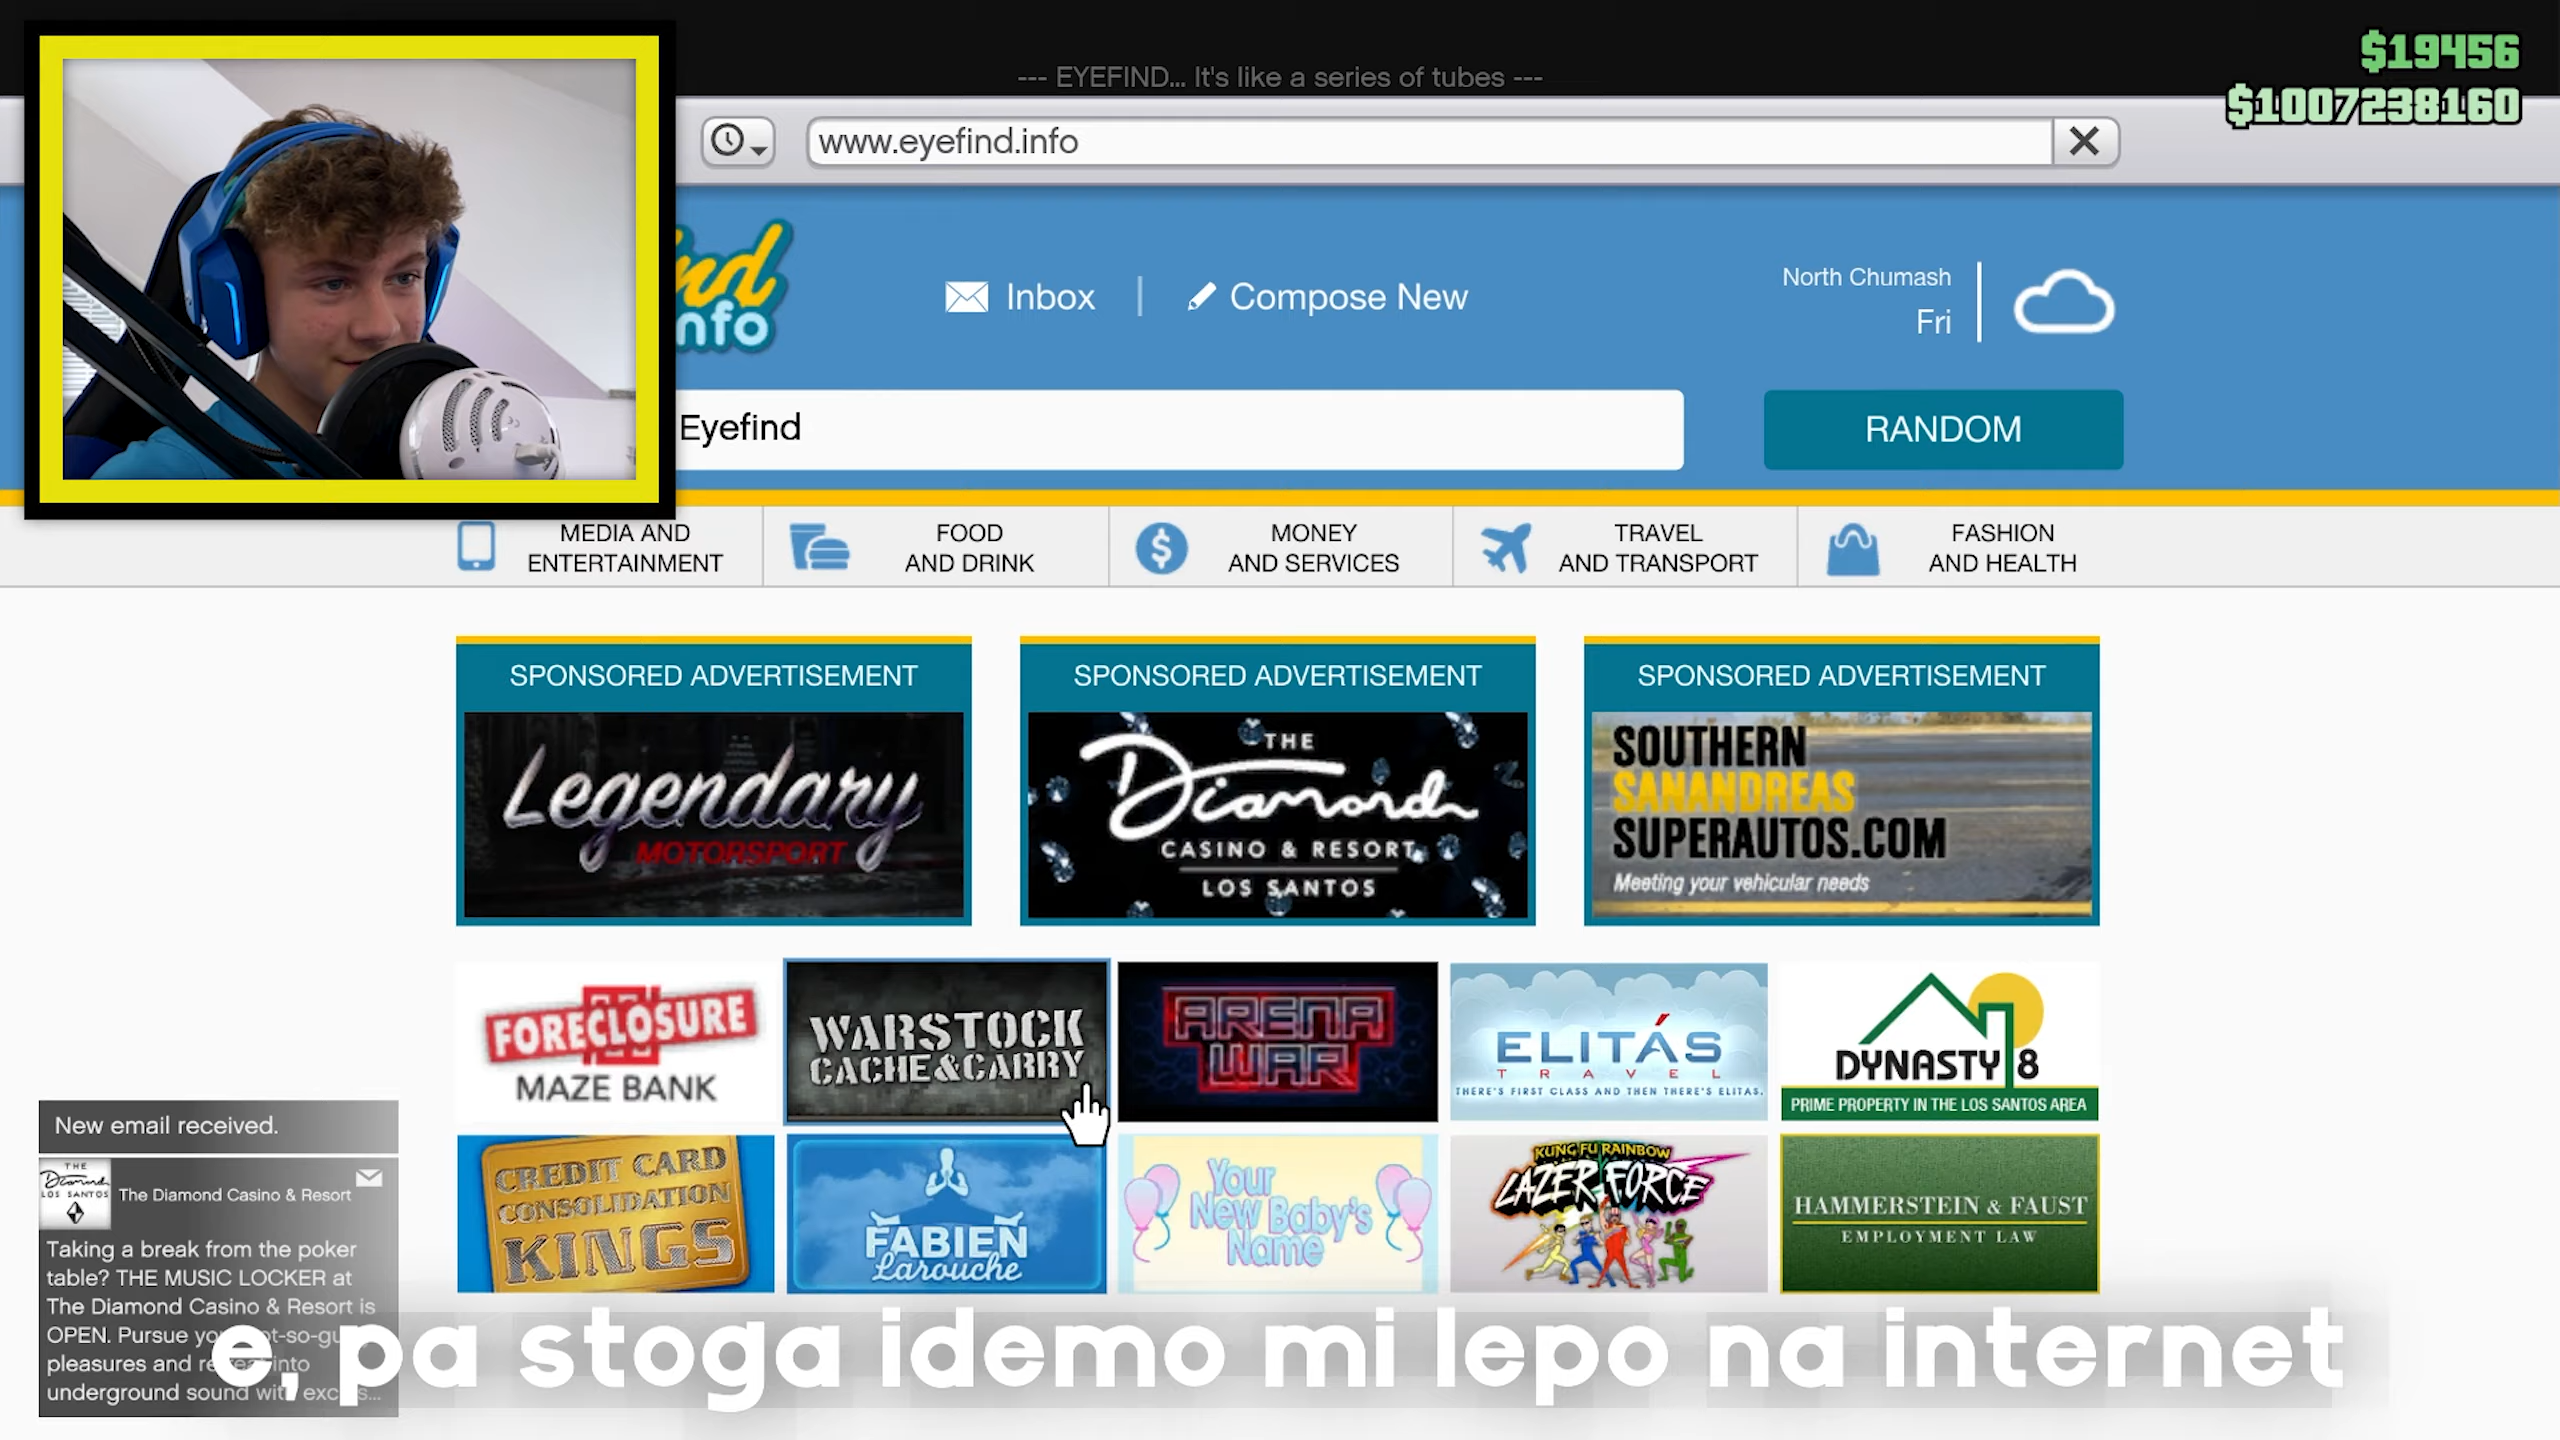 --- EYEFIND... It's like a series of tubes ---
$19456
$1007238160
www.eyefind.info
Inbox
Compose New
North Chumash
Fri
Eyefind
RANDOM
MEDIA AND
ENTERTAINMENT
FOOD
AND DRINK
MONEY
AND SERVICES
TRAVEL
AND TRANSPORT
FASHION
AND HEALTH
SPONSORED ADVERTISEMENT
Legendary
MOTORSPORT
SPONSORED ADVERTISEMENT
THE
Diamond
CASINO & RESORT
LOS SANTOS
SPONSORED ADVERTISEMENT
SOUTHERN
SANANDREAS
SUPERAUTOS.COM
Meeting your vehicular needs
FORECLOSURE
MAZE BANK
WARSTOCK
CACHE&CARRY
ARENA
WAR
ELITÁS
TRAVEL
THERE'S FIRST CLASS AND THEN THERE'S ELITAS.
DYNASTY 8
PRIME PROPERTY IN THE LOS SANTOS AREA
CREDIT CARD
CONSOLIDATION
KINGS
FABIEN
Larouche
Your
New Baby's
Name
KUNG FU RAINBOW
LAZER FORCE
HAMMERSTEIN & FAUST
EMPLOYMENT LAW
New email received.
THE
Diamond
LOS SANTOS
The Diamond Casino & Resort
Taking a break from the poker
table? THE MUSIC LOCKER at
The Diamond Casino & Resort is
OPEN. Pursue
pleasures and
underground sound
e, pa stoga idemo mi lepo na internet